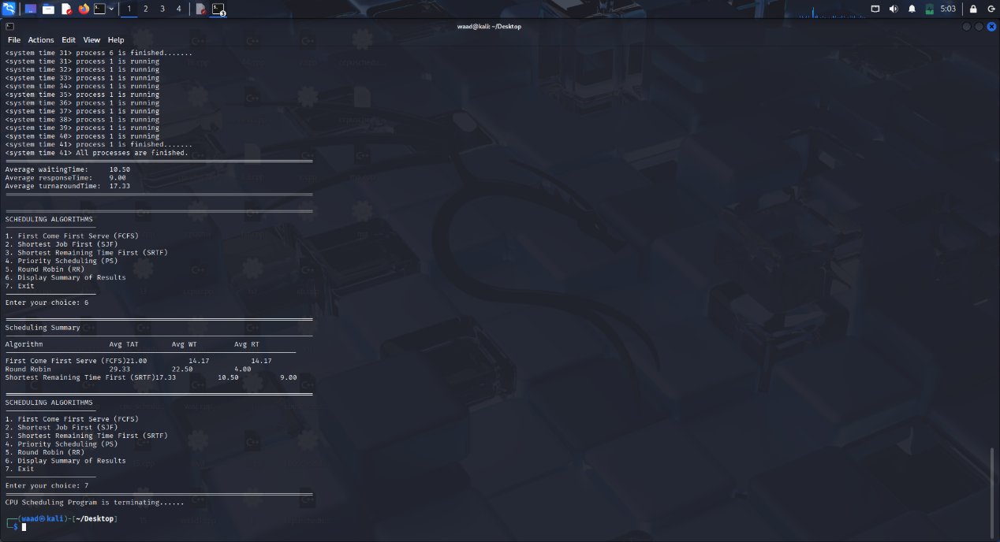 1 2 3 4 3 5:03
waad@kali: ~/Desktop
File Actions Edit View Help
<system time 31> process 6 is finished.......
<system time 31> process 1 is running
<system time 32> process 1 is running
<system time 33> process 1 is running
<system time 34> process 1 is running
<system time 35> process 1 is running
<system time 36> process 1 is running
<system time 37> process 1 is running
<system time 38> process 1 is running
<system time 39> process 1 is running
<system time 40> process 1 is running
<system time 41> process 1 is finished.......
<system time 41> All processes are finished.
Average waitingTime: 10.50
Average responseTime: 9.00
Average turnaroundTime: 17.33
SCHEDULING ALGORITHMS
1. First Come First Serve (FCFS)
2. Shortest Job First (SJF)
3. Shortest Remaining Time First (SRTF)
4. Priority Scheduling (PS)
5. Round Robin (RR)
6. Display Summary of Results
7. Exit
Enter your choice: 6
Scheduling Summary
Algorithm Avg TAT Avg WT Avg RT
First Come First Serve (FCFS)21.00 14.17 14.17
Round Robin 29.33 22.50 4.00
Shortest Remaining Time First (SRTF)17.33 10.50 9.00
SCHEDULING ALGORITHMS
1. First Come First Serve (FCFS)
2. Shortest Job First (SJF)
3. Shortest Remaining Time First (SRTF)
4. Priority Scheduling (PS)
5. Round Robin (RR)
6. Display Summary of Results
7. Exit
Enter your choice: 7
CPU Scheduling Program is terminating......
(waad㉿kali)-[~/Desktop]
$